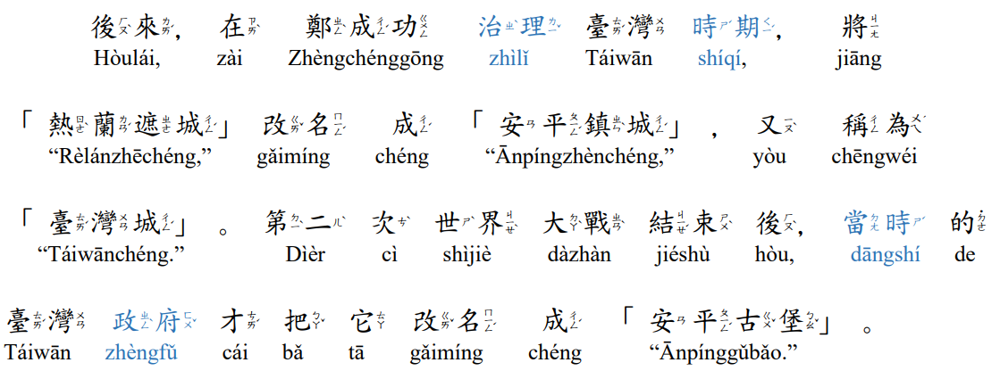 後來，在 鄭成功 治理 臺灣 時期，將
Hòulái, zài Zhèngchénggōng zhìlǐ Táiwān shíqí, jiāng
「熱蘭遮城」 改名 成 「安平鎮城」，又 稱為
“Rèlánzhēchéng,” gǎimíng chéng “Ānpíngzhènchéng,” yòu chēngwéi
「臺灣城」。第二 次 世界 大戰 結束 後，當時 的
“Táiwānchéng.” Dìèr cì shìjiè dàzhàn jiéshù hòu, dāngshí de
臺灣 政府 才 把 它 改名 成 「安平古堡」。
Táiwān zhèngfǔ cái bǎ tā gǎimíng chéng “Ānpínggǔbǎo.”